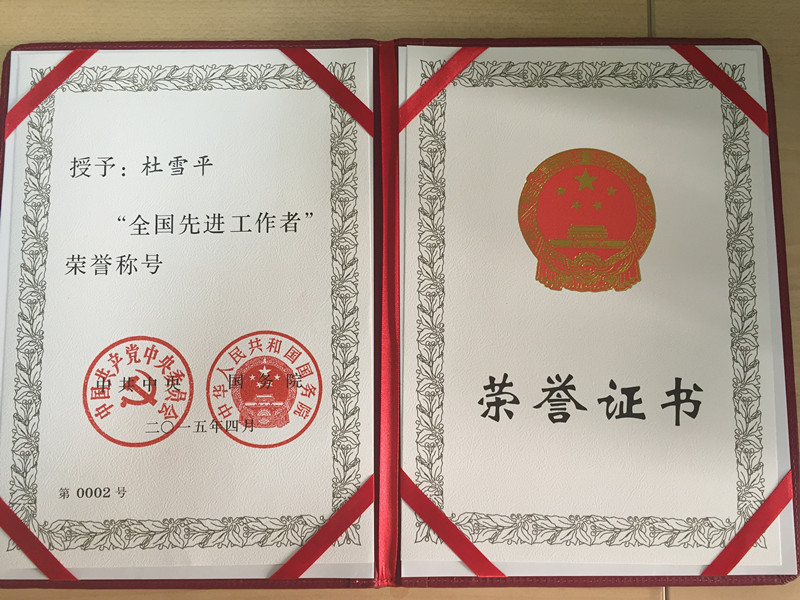 授予：杜雪平
“全国先进工作者”
荣誉称号
中国共产党中央委员会
中共中央
中华人民共和国国务院
国务院
二〇一五年四月
第 0002 号
荣誉证书